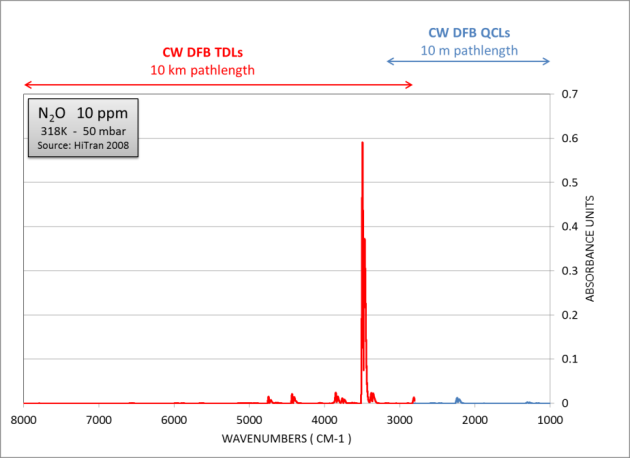 CW DFB TDLs
10 km pathlength
CW DFB QCLs
10 m pathlength
N₂O 10 ppm
318K - 50 mbar
Source: HiTran 2008
0.7
0.6
0.5
0.4
0.3
0.2
0.1
0
ABSORBANCE UNITS
8000 7000 6000 5000 4000 3000 2000 1000
WAVENUMBERS ( CM-1 )